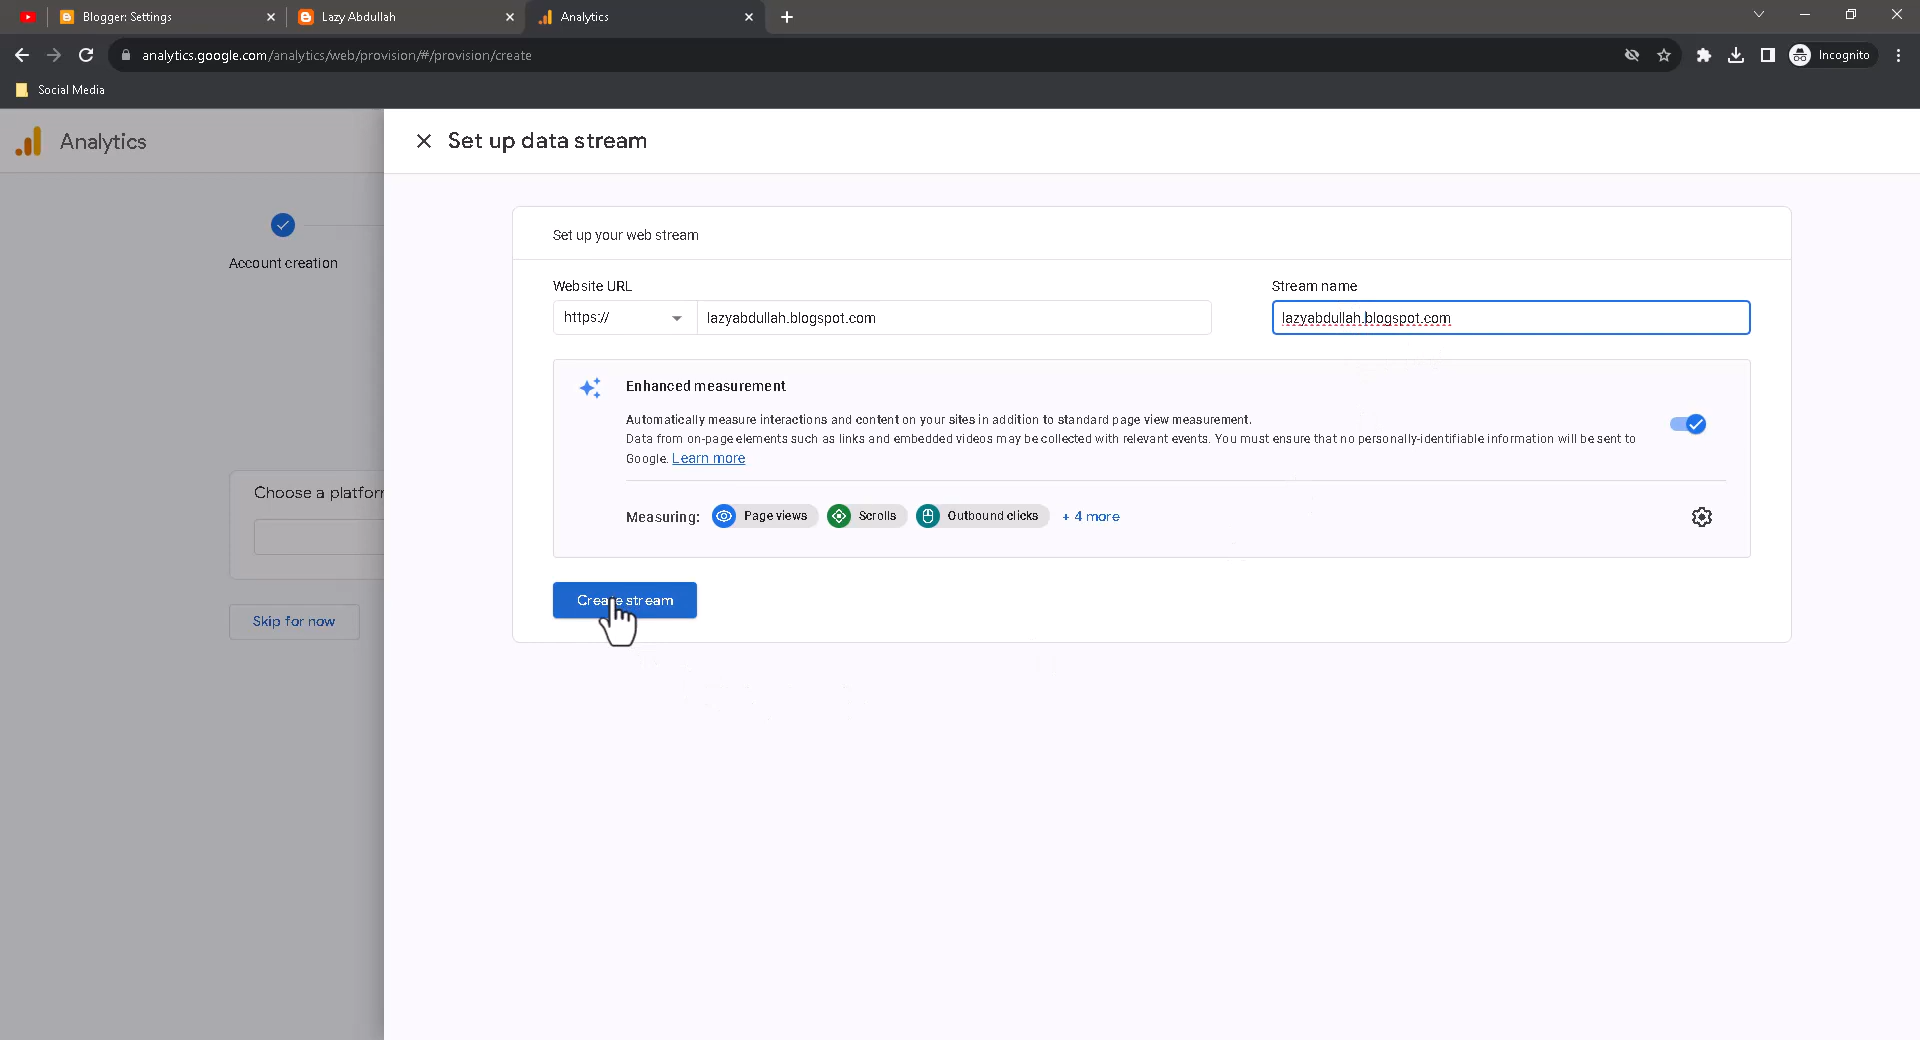 Blogger: Settings
Lazy Abdullah
Analytics
analytics.google.com/analytics/web/provision/#/provision/create
Incognito
Social Media
Analytics
Set up data stream
Account creation
Set up your web stream
Website URL
Stream name
https://
lazyabdullah.blogspot.com
lazyabdullah.blogspot.com
Enhanced measurement
Automatically measure interactions and content on your sites in addition to standard page view measurement.
Data from on-page elements such as links and embedded videos may be collected with relevant events. You must ensure that no personally-identifiable information will be sent to
Google. Learn more
Choose a platfor
Measuring: Page views Scrolls Outbound clicks + 4 more
Create stream
Skip for now